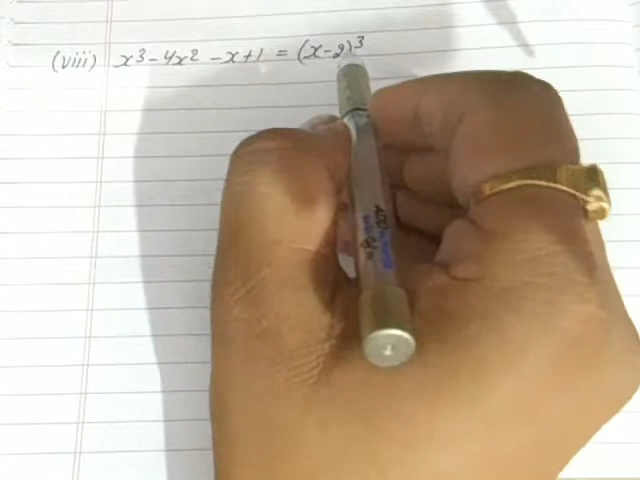 (viii) x³ - 4x² - x + 1 = (x - 2)³